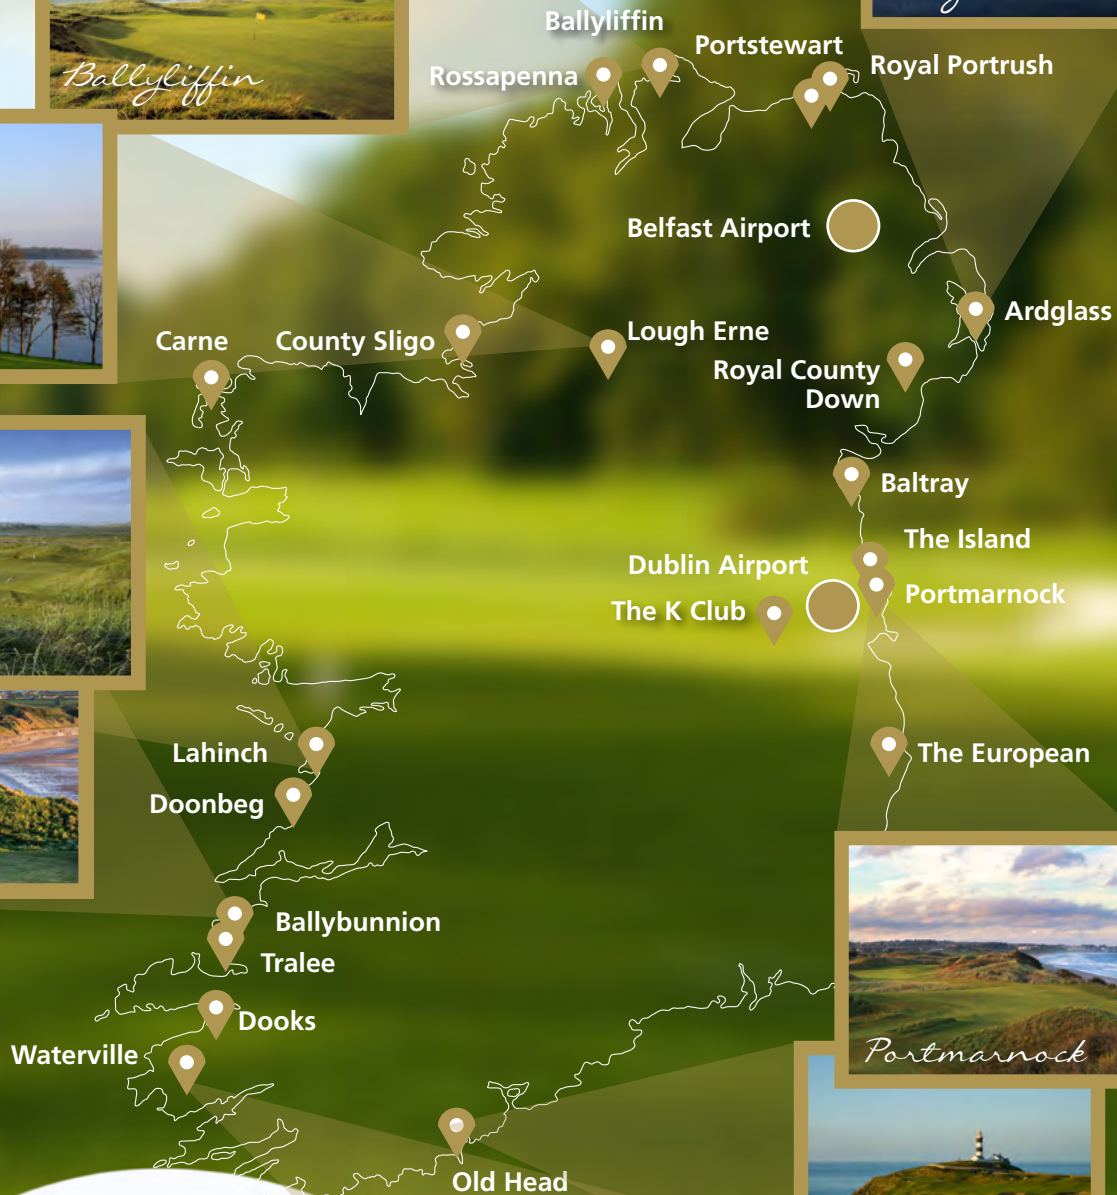 Ballyliffin
Portstewart
Rossapenna
Royal Portrush
Ballyliffin
Belfast Airport
Ardglass
Carne
County Sligo
Lough Erne
Royal County
Down
Baltray
The Island
Dublin Airport
Portmarnock
The K Club
Lahinch
The European
Doonbeg
Ballybunnion
Tralee
Dooks
Waterville
Portmarnock
Old Head